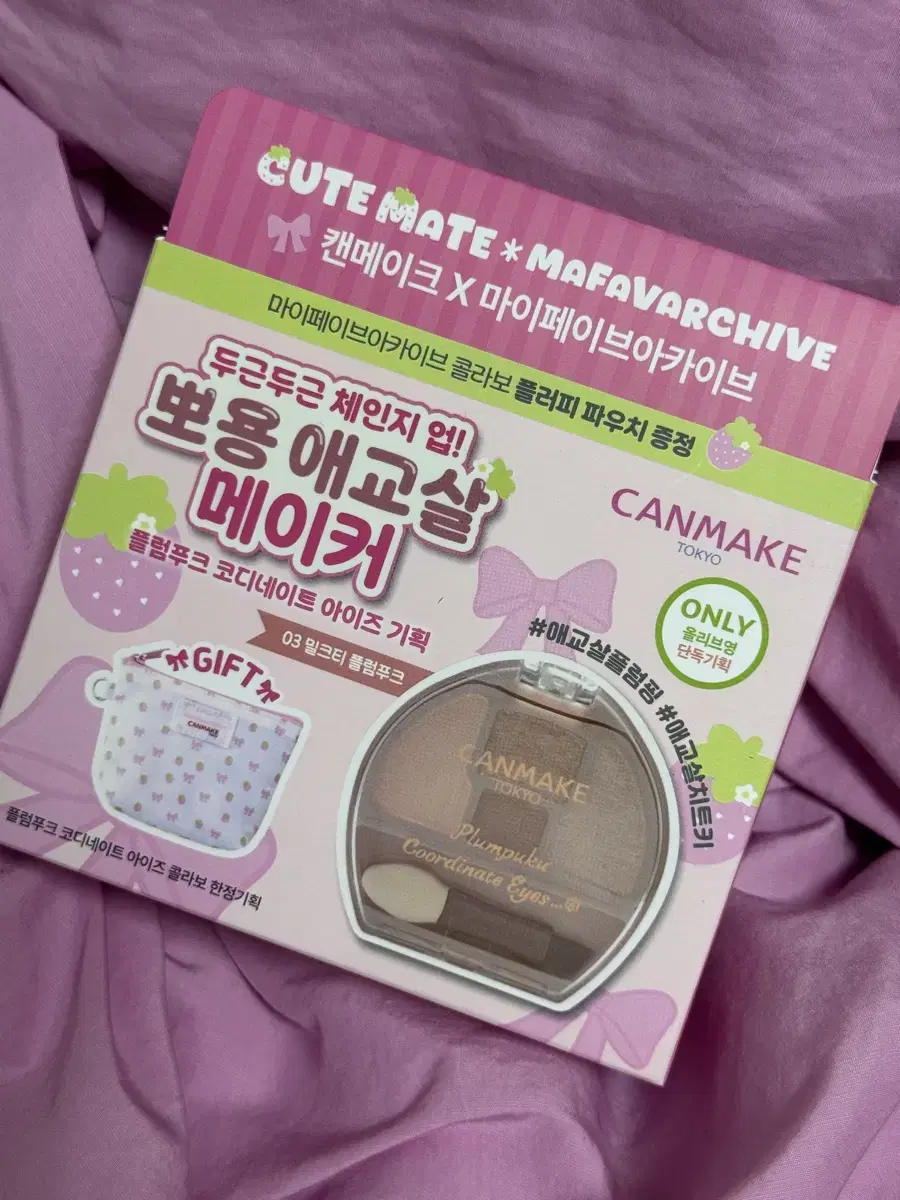 CUTE MATE * MAFAVARCHIVE
캔메이크 X 마이페이브아카이브
마이페이브아카이브 콜라보 플러피 파우치 증정
두근두근 체인지 업!
뽀용 애교살
메이커
플럼푸크 코디네이트 아이즈 기획
03 밀크티 플럼푸크
CANMAKE
TOKYO
ONLY
올리브영
단독기획
GIFT
CANMAKE
플럼푸크 코디네이트 아이즈 콜라보 한정기획
#애교살플럼핑 #애교살치트키
CANMAKE
TOKYO
Plumpuku
Coordinate Eyes...